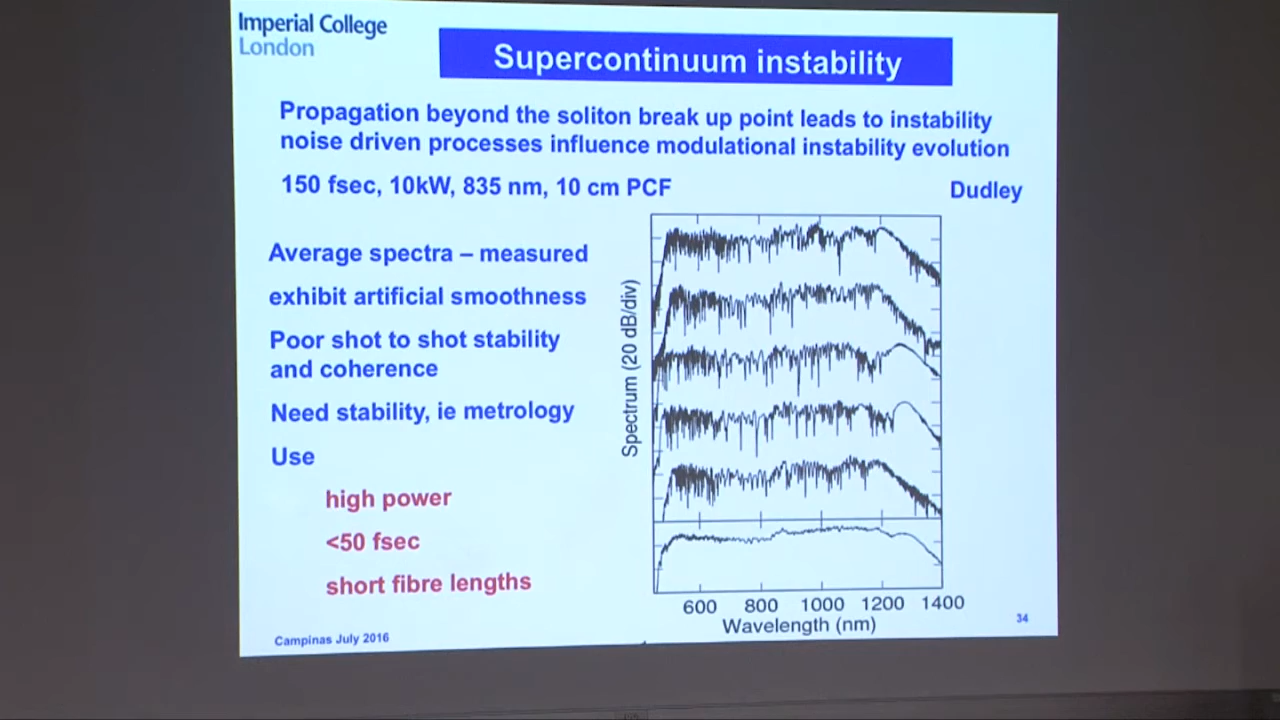 Imperial College
London
Supercontinuum instability
Propagation beyond the soliton break up point leads to instability
noise driven processes influence modulational instability evolution
150 fsec, 10kW, 835 nm, 10 cm PCF
Dudley
Average spectra – measured
exhibit artificial smoothness
Poor shot to shot stability
and coherence
Need stability, ie metrology
Use
high power
<50 fsec
short fibre lengths
Spectrum (20 dB/div)
600 800 1000 1200 1400
Wavelength (nm)
Campinas July 2016
34